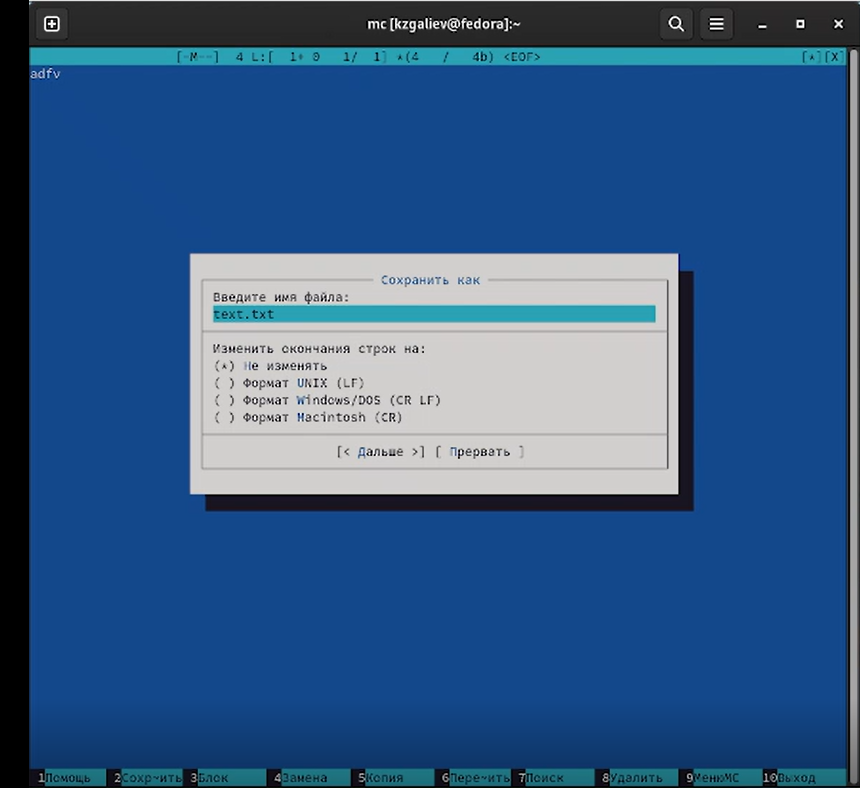 mc [kzgaliev@fedora]:~
[-M--]  4 L:[  1+ 0   1/  1] *(4   /   4b) <EOF>  [*][X]
adfv
Сохранить как
Введите имя файла:
text.txt
Изменить окончания строк на:
(*) Не изменять
( ) Формат UNIX (LF)
( ) Формат Windows/DOS (CR LF)
( ) Формат Macintosh (CR)
[< Дальше >] [ Прервать ]
1Помощь 2Сохр~ить 3Блок 4Замена 5Копия 6Пере~ить 7Поиск 8Удалить 9МенюMC 10Выход